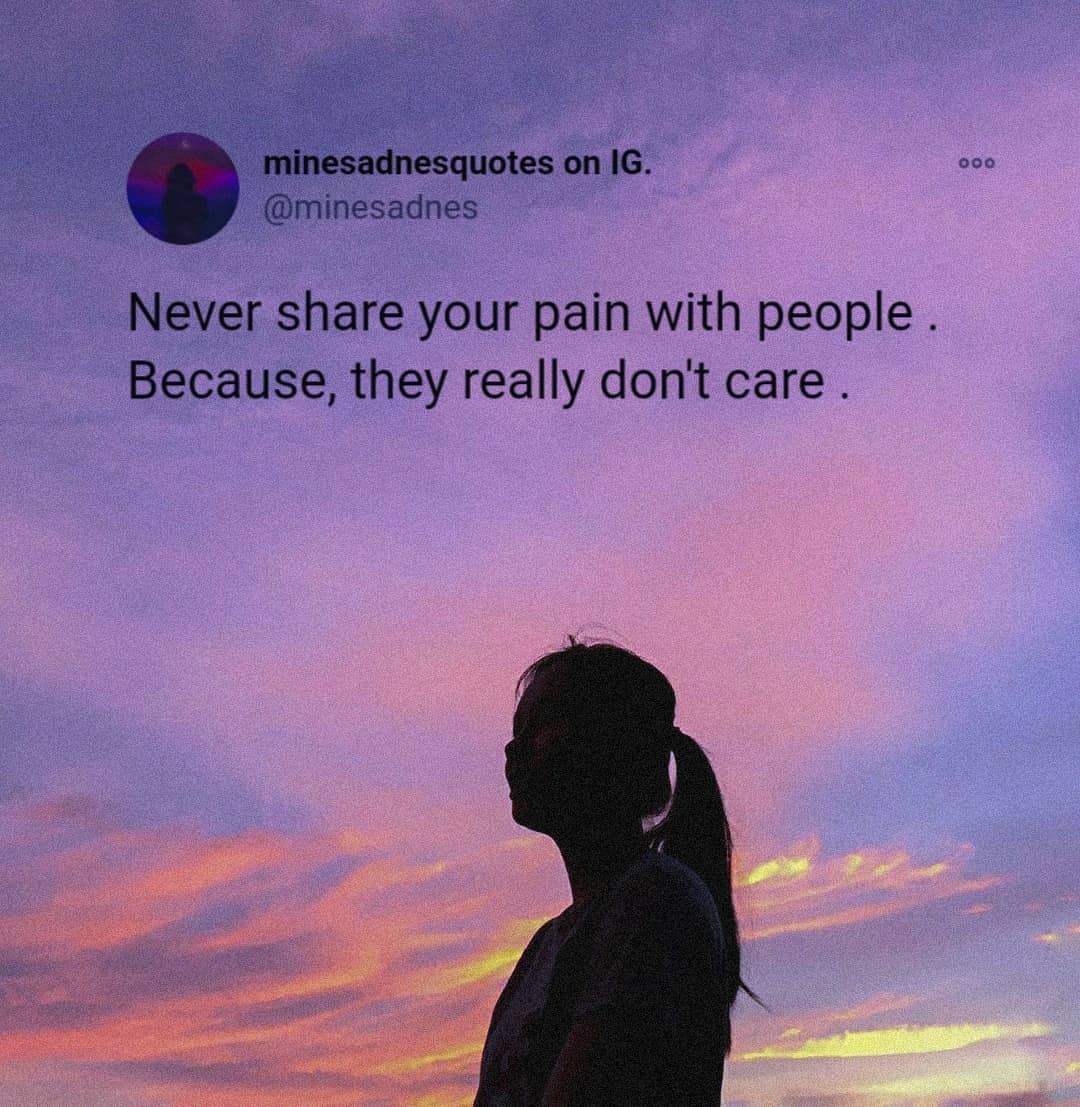 minesadnesquotes on IG.
@minesadnes
Never share your pain with people .
Because, they really don't care .